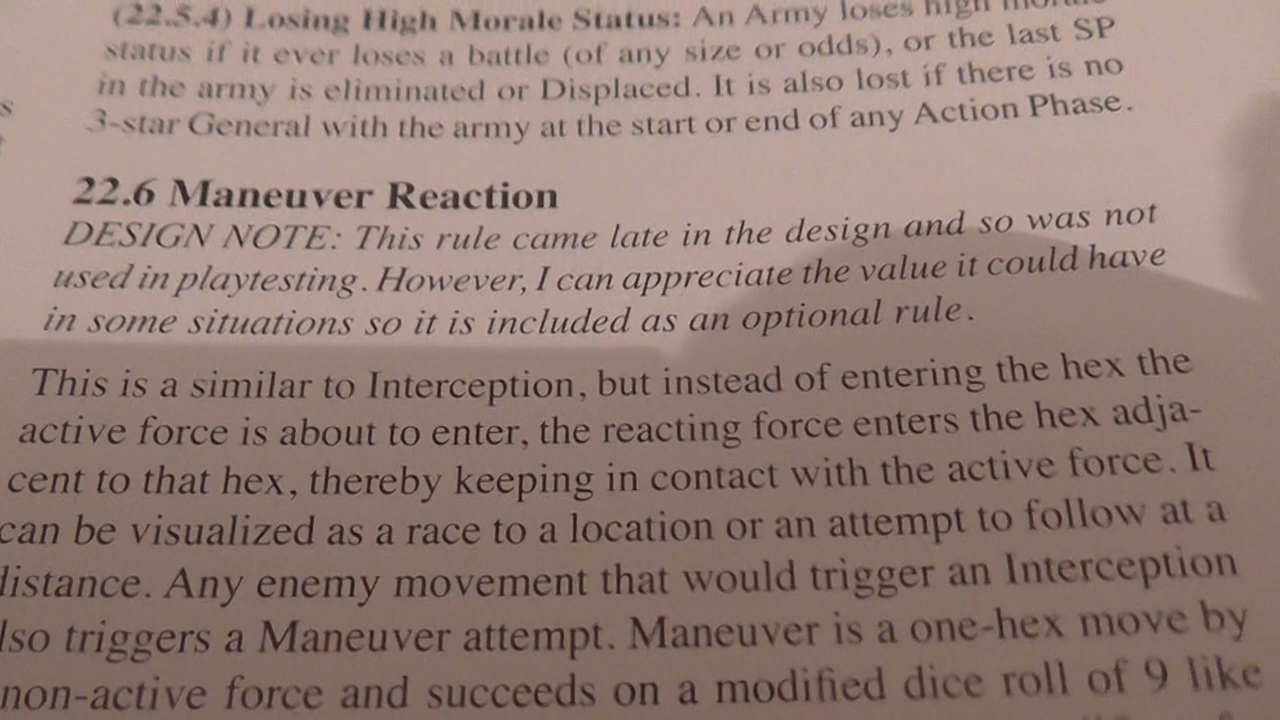 (22.5.4) Losing High Morale Status: An Army loses high morale
status if it ever loses a battle (of any size or odds), or the last SP
in the army is eliminated or Displaced. It is also lost if there is no
3-star General with the army at the start or end of any Action Phase.
22.6 Maneuver Reaction
DESIGN NOTE: This rule came late in the design and so was not
used in playtesting. However, I can appreciate the value it could have
in some situations so it is included as an optional rule.
This is a similar to Interception, but instead of entering the hex the
active force is about to enter, the reacting force enters the hex adja-
cent to that hex, thereby keeping in contact with the active force. It
can be visualized as a race to a location or an attempt to follow at a
distance. Any enemy movement that would trigger an Interception
lso triggers a Maneuver attempt. Maneuver is a one-hex move by
non-active force and succeeds on a modified dice roll of 9 like